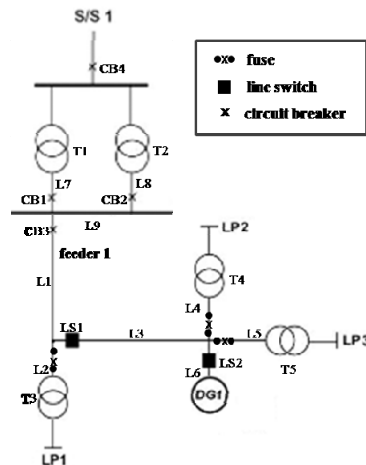 S/S 1
CB4
fuse
line switch
circuit breaker
T1
T2
L7
L8
CB1
CB2
L9
CB3
feeder 1
LP2
L1
T4
L4
LS1
L3
L5
LP3
L2
LS2
L6
T5
T3
DG1
LP1